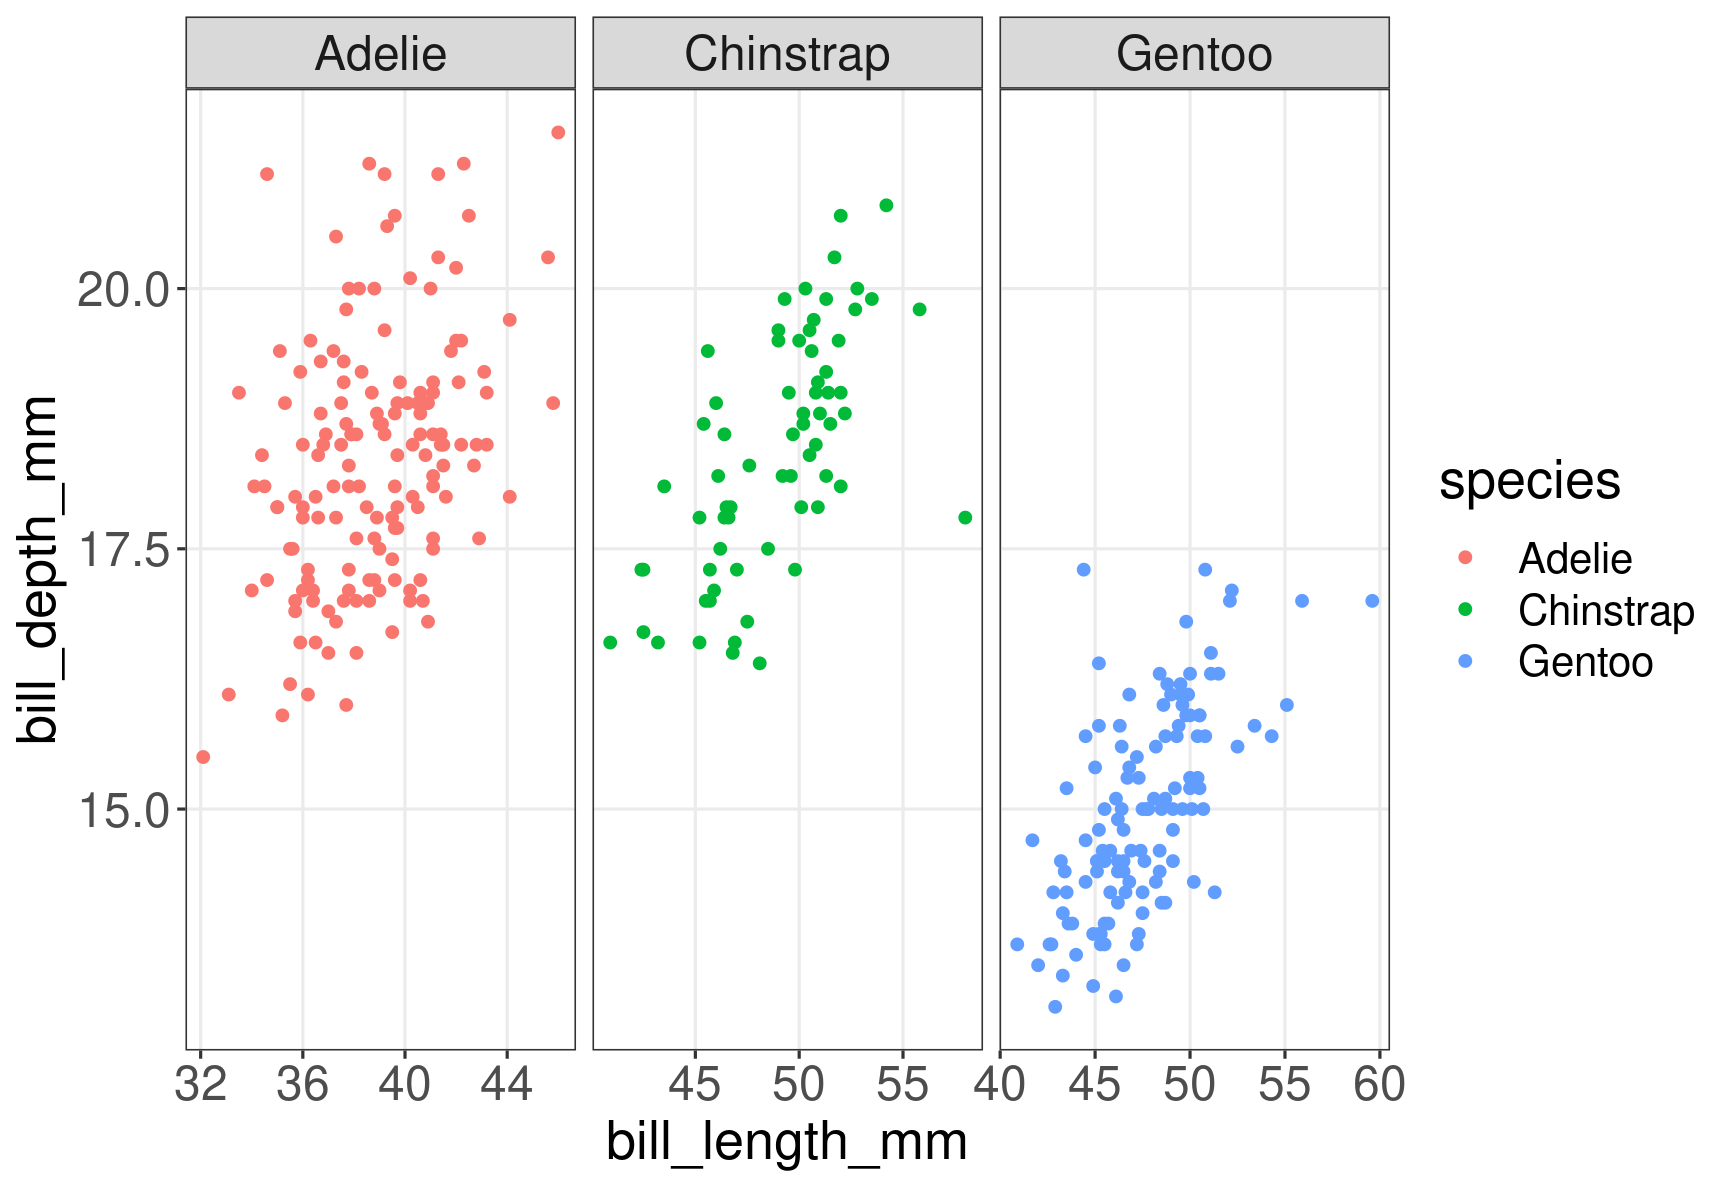 Adelie Chinstrap Gentoo
20.0
17.5
15.0
bill_depth_mm
32 36 40 44 45 50 55 40 45 50 55 60
bill_length_mm
species
Adelie
Chinstrap
Gentoo